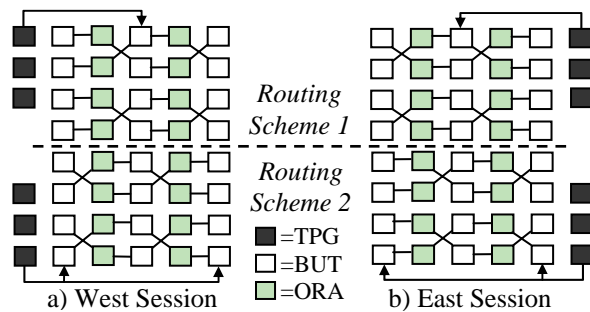 Routing
Scheme 1
Routing
Scheme 2
=TPG
=BUT
=ORA
a) West Session
b) East Session